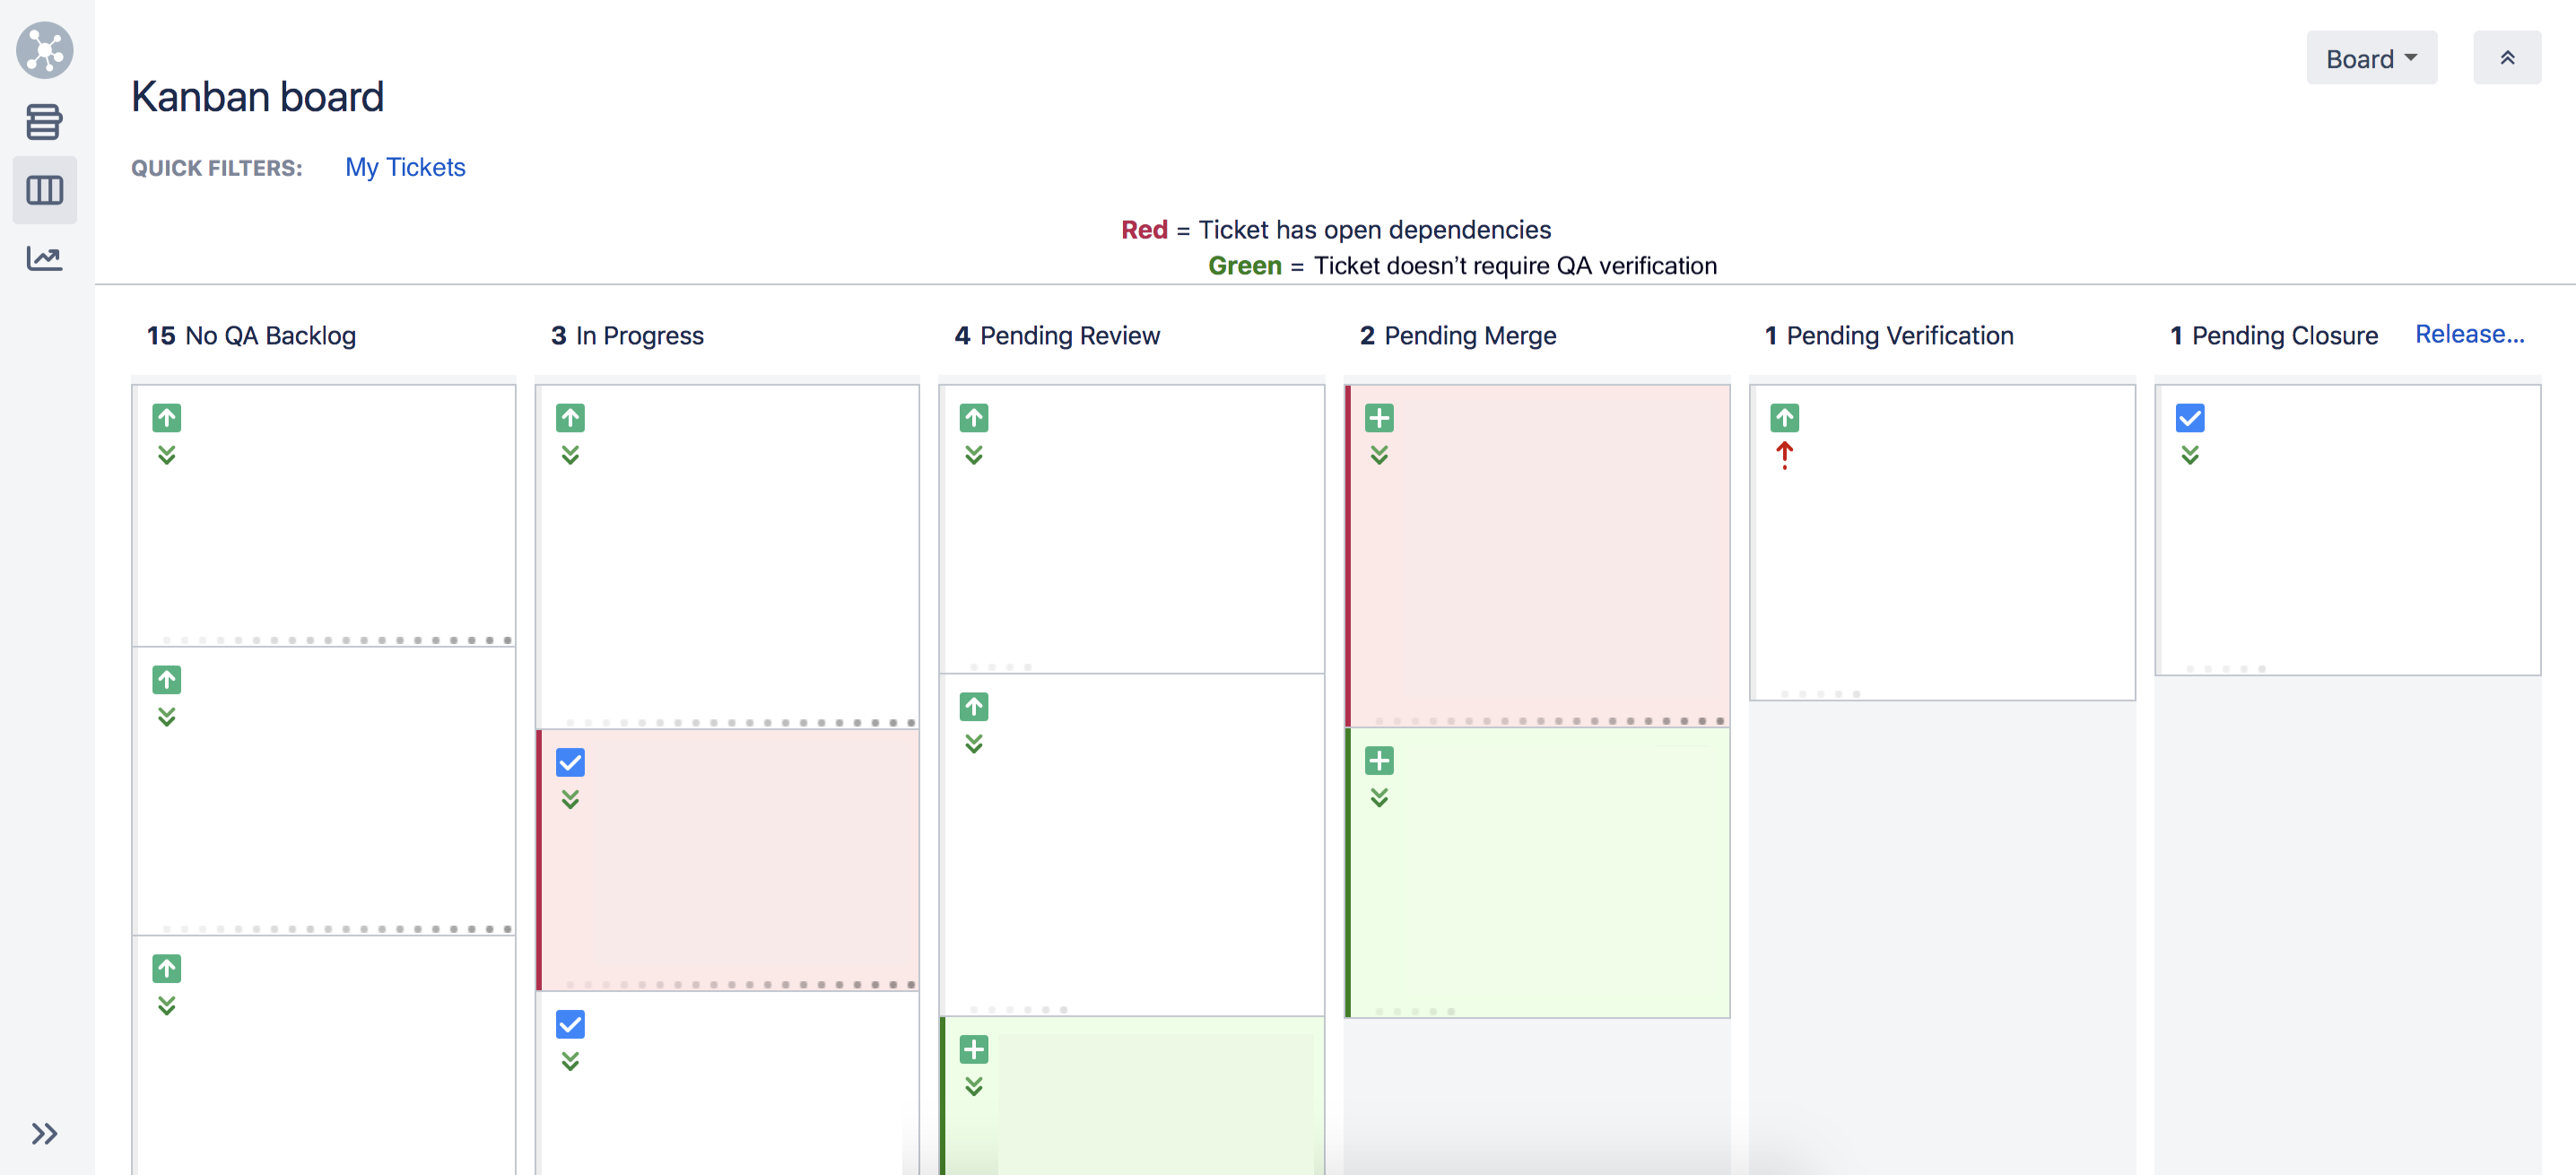 Board
Kanban board
QUICK FILTERS: My Tickets
Red = Ticket has open dependencies
Green = Ticket doesn’t require QA verification
15 No QA Backlog
3 In Progress
4 Pending Review
2 Pending Merge
1 Pending Verification
1 Pending Closure Release...